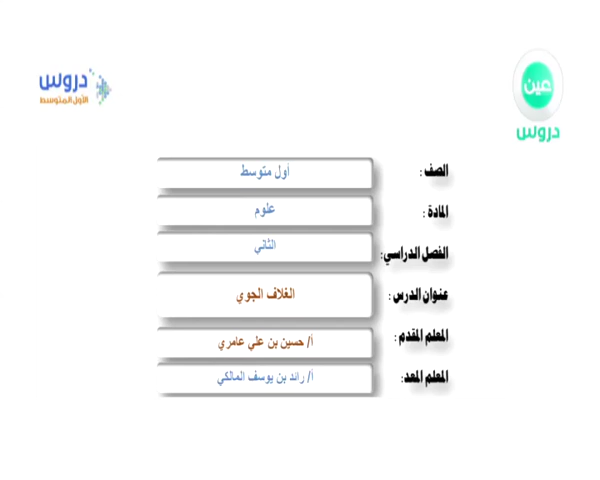 دروس
الأول المتوسط
عين
دروس
الصف : أول متوسط
المادة : علوم
الفصل الدراسي: الثاني
عنوان الدرس : الغلاف الجوي
المعلم المقدم : أ/ حسين بن علي عامري
المعلم المعد: أ/ رائد بن يوسف المالكي